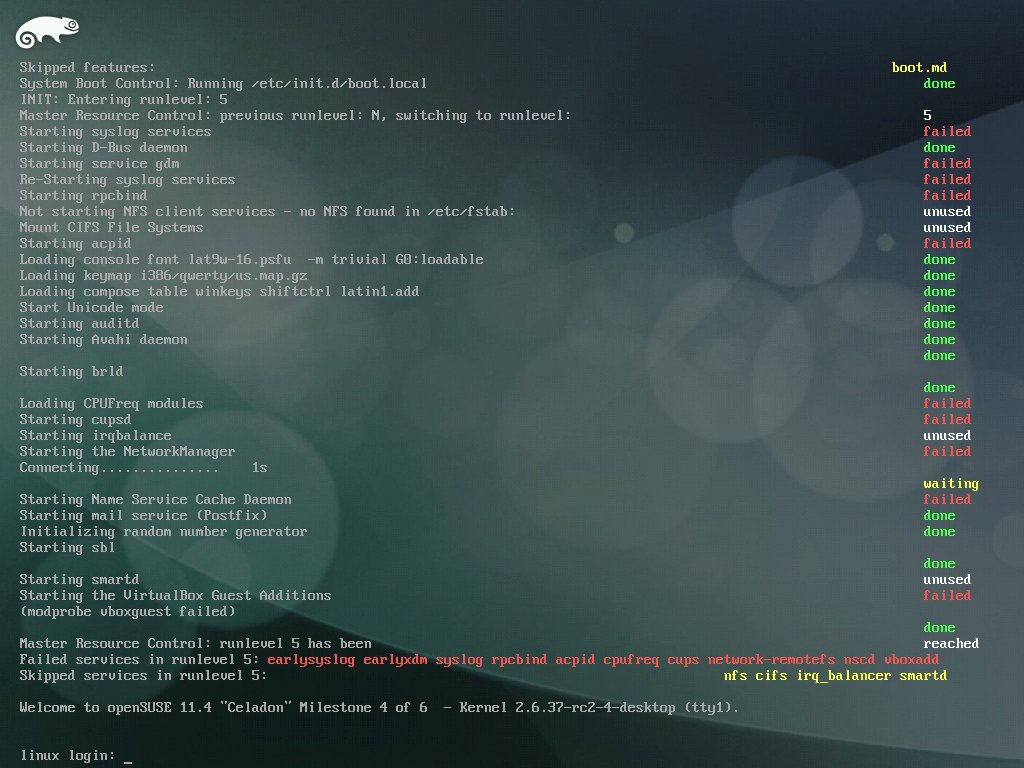 Skipped features: boot.md
System Boot Control: Running /etc/init.d/boot.local done
INIT: Entering runlevel: 5
Master Resource Control: previous runlevel: N, switching to runlevel: 5
Starting syslog services failed
Starting D-Bus daemon done
Starting service gdm failed
Re-Starting syslog services failed
Starting rpcbind failed
Not starting NFS client services - no NFS found in /etc/fstab: unused
Mount CIFS File Systems unused
Starting acpid failed
Loading console font lat9w-16.psfu  -m trivial G0:loadable done
Loading keymap i386/qwerty/us.map.gz done
Loading compose table winkeys shiftctrl latin1.add done
Start Unicode mode done
Starting auditd done
Starting Avahi daemon done
done
Starting brld
done
Loading CPUFreq modules failed
Starting cupsd failed
Starting irqbalance unused
Starting the NetworkManager failed
Connecting...............    1s
waiting
Starting Name Service Cache Daemon failed
Starting mail service (Postfix) done
Initializing random number generator done
Starting sbl
done
Starting smartd unused
Starting the VirtualBox Guest Additions failed
(modprobe vboxguest failed)
done
Master Resource Control: runlevel 5 has been reached
Failed services in runlevel 5: earlysyslog earlyxdm syslog rpcbind acpid cpufreq cups network-remotefs nscd vboxadd
Skipped services in runlevel 5: nfs cifs irq_balancer smartd
Welcome to openSUSE 11.4 "Celadon" Milestone 4 of 6  - Kernel 2.6.37-rc2-4-desktop (tty1).
linux login: _